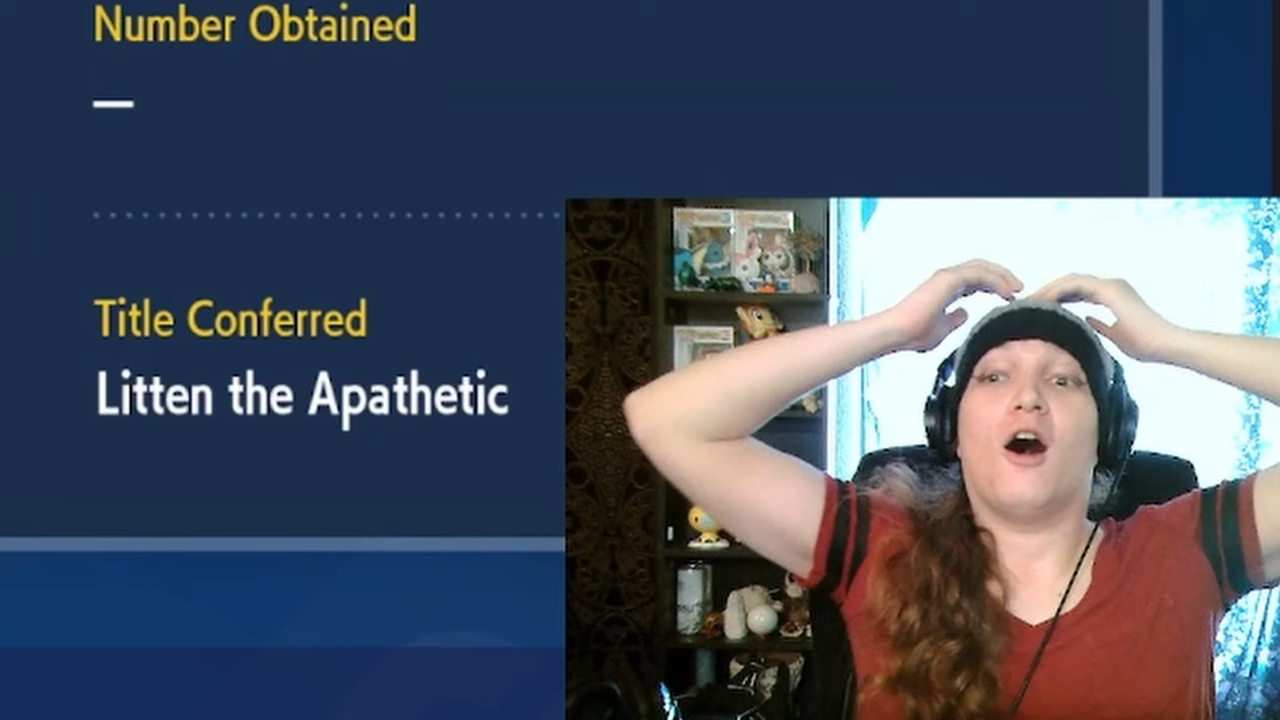 Number Obtained
—
Title Conferred
Litten the Apathetic